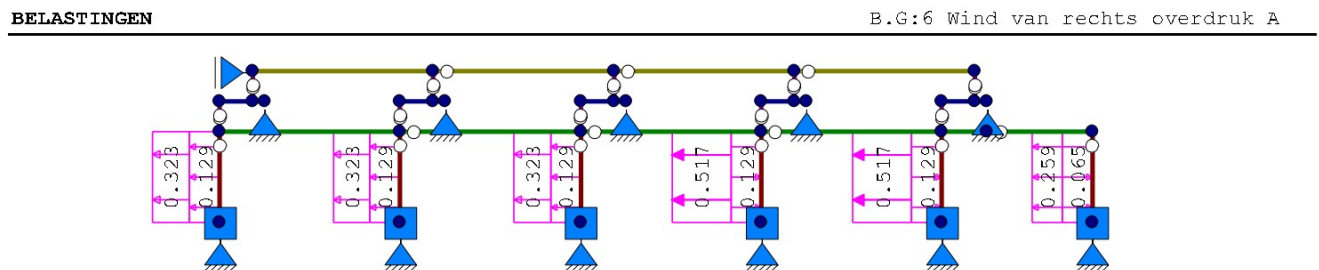 BELASTINGEN B.G:6 Wind van rechts overdruk A
0.323 0.129 0.323 0.129 0.323 0.129 0.517 0.129 0.517 0.129 0.259 0.065